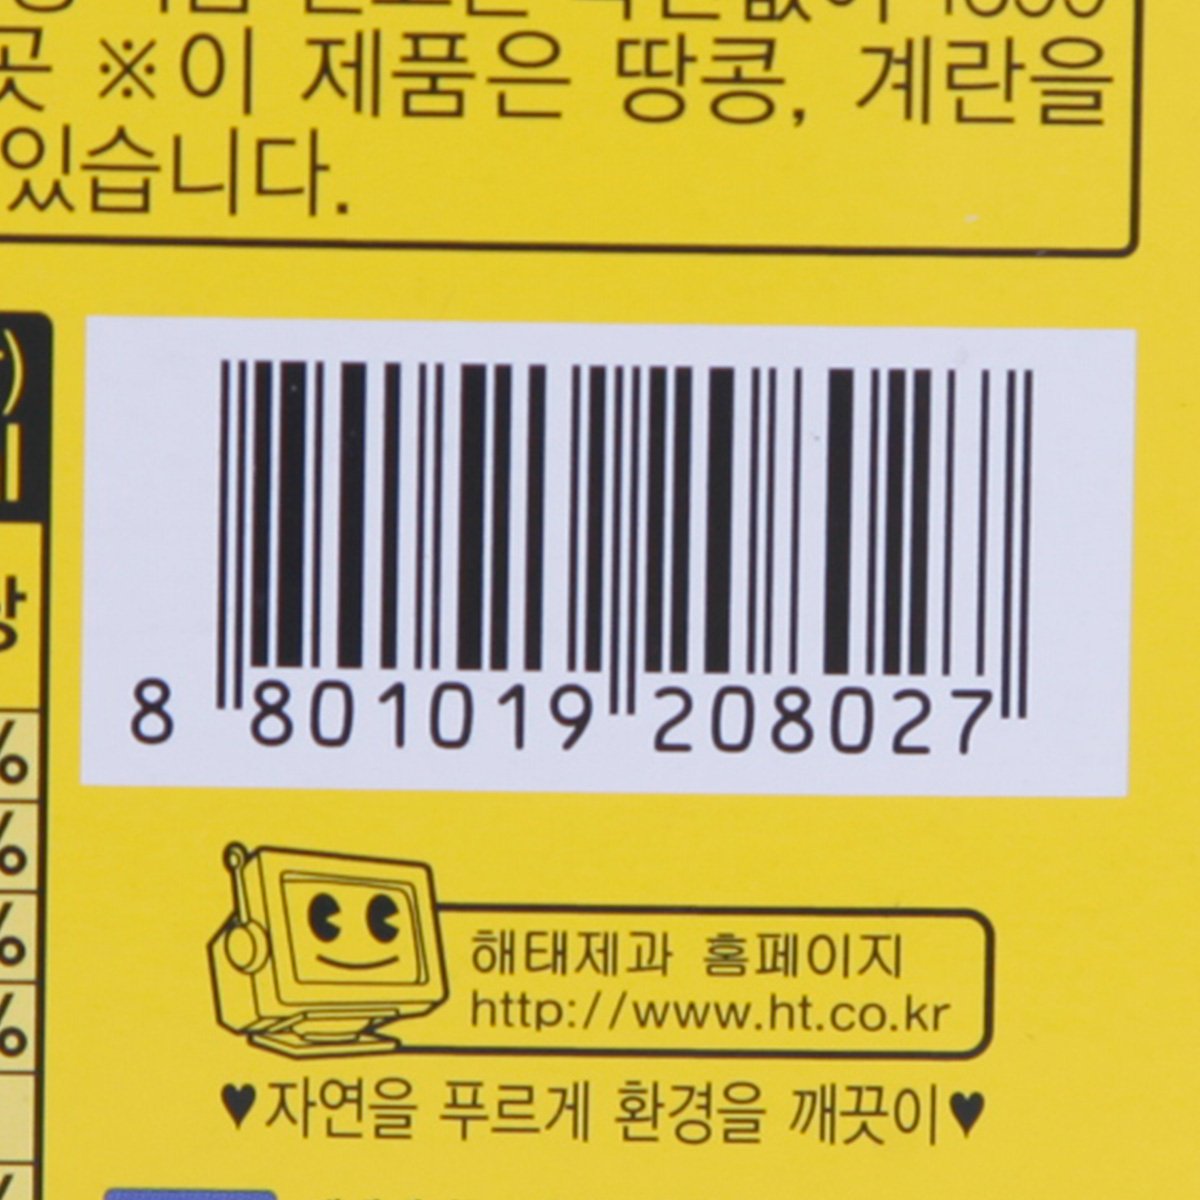 곳 ※이 제품은 땅콩, 계란을
있습니다.
8 801019 208027
해태제과 홈페이지
http://www.ht.co.kr
♥자연을 푸르게 환경을 깨끗이♥
%
%
%
%